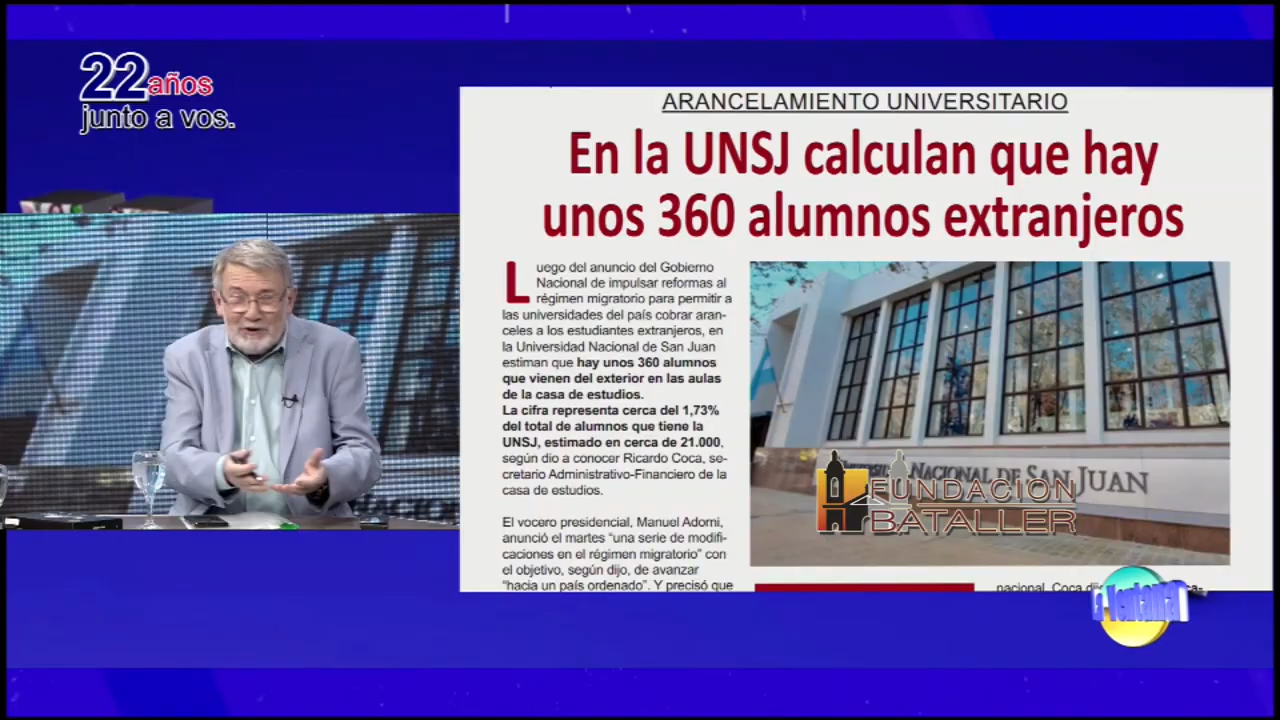 22 años
junto a vos.
ARANCELAMIENTO UNIVERSITARIO
En la UNSJ calculan que hay
unos 360 alumnos extranjeros
Luego del anuncio del Gobierno
Nacional de impulsar reformas al
régimen migratorio para permitir a
las universidades del país cobrar aran-
celes a los estudiantes extranjeros, en
la Universidad Nacional de San Juan
estiman que hay unos 360 alumnos
que vienen del exterior en las aulas
de la casa de estudios.
La cifra representa cerca del 1,73%
del total de alumnos que tiene la
UNSJ, estimado en cerca de 21.000,
según dio a conocer Ricardo Coca, se-
cretario Administrativo-Financiero de la
casa de estudios.
El vocero presidencial, Manuel Adorni,
anunció el martes “una serie de modifi-
caciones en el régimen migratorio” con
el objetivo, según dijo, de avanzar
“hacia un país ordenado”. Y precisó que
NACIONAL DE SAN JUAN
FUNDACION
BATALLER
nacional, Coca
La Ventana